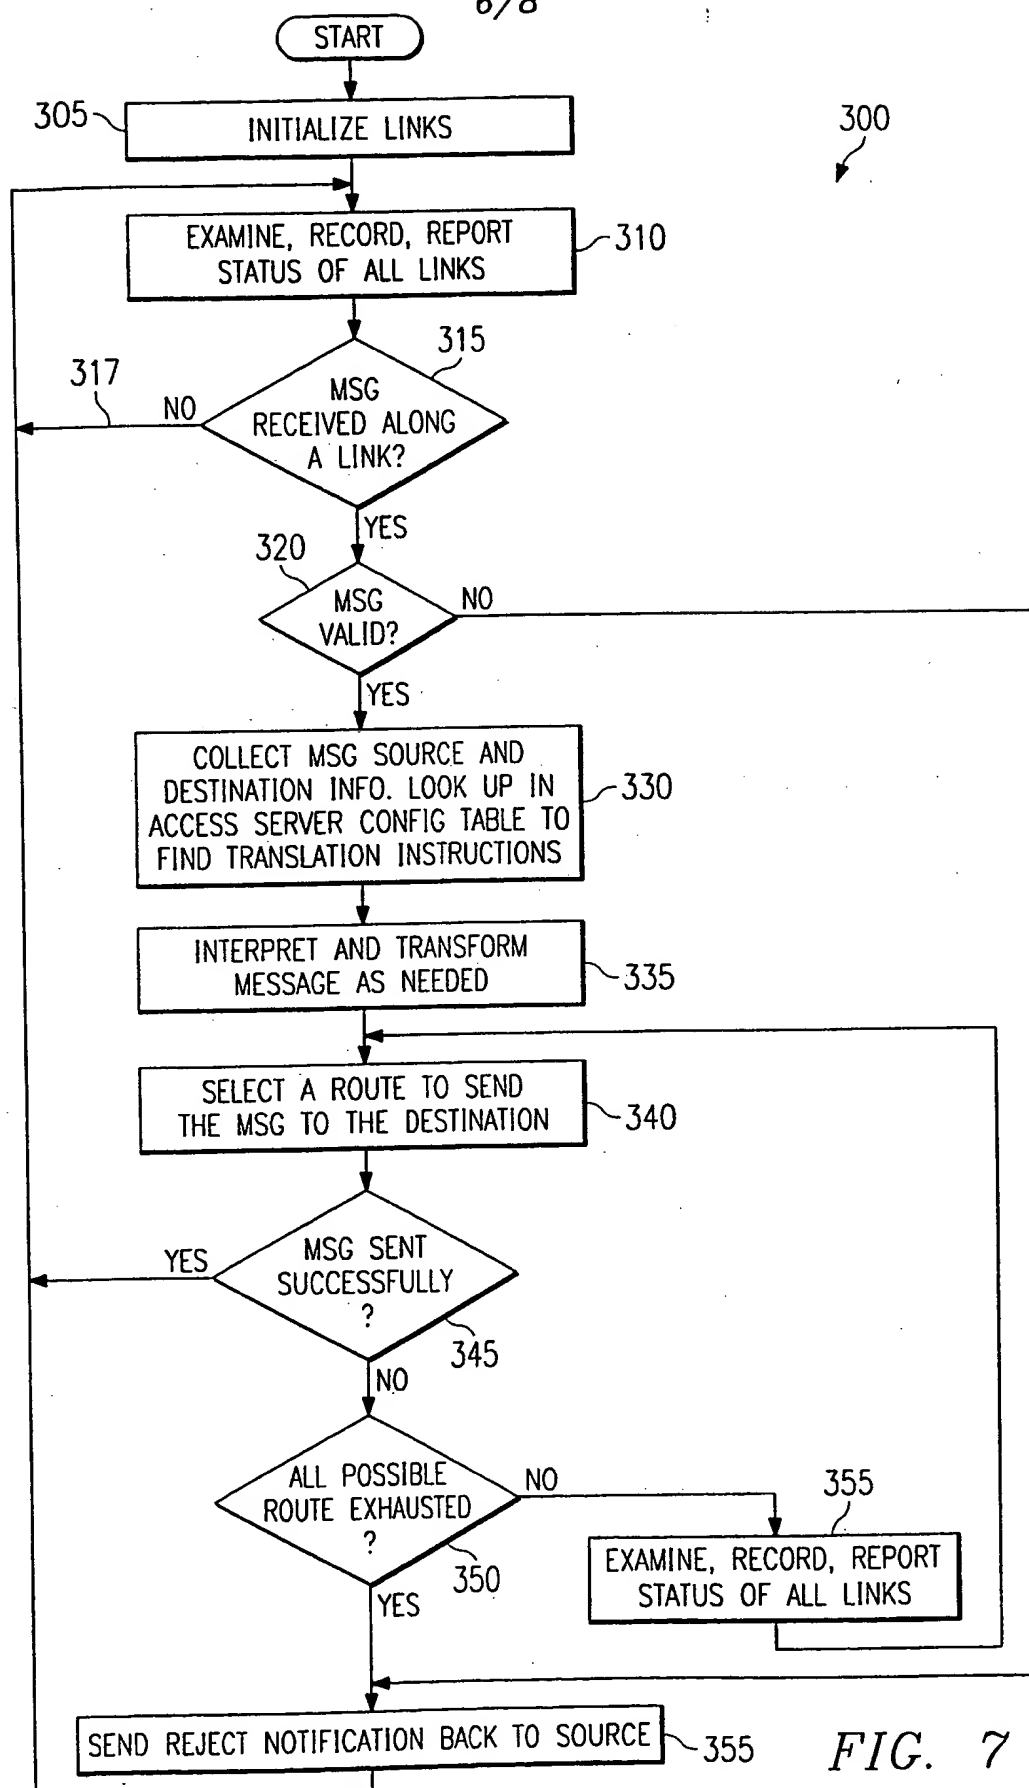 6/8
START
305
INITIALIZE LINKS
300
EXAMINE, RECORD, REPORT
STATUS OF ALL LINKS
310
315
317
NO
MSG
RECEIVED ALONG
A LINK?
YES
320
MSG
VALID?
NO
YES
COLLECT MSG SOURCE AND
DESTINATION INFO. LOOK UP IN
ACCESS SERVER CONFIG TABLE TO
FIND TRANSLATION INSTRUCTIONS
330
INTERPRET AND TRANSFORM
MESSAGE AS NEEDED
335
SELECT A ROUTE TO SEND
THE MSG TO THE DESTINATION
340
YES
MSG SENT
SUCCESSFULLY
?
345
NO
ALL POSSIBLE
ROUTE EXHAUSTED
?
NO
350
355
EXAMINE, RECORD, REPORT
STATUS OF ALL LINKS
YES
SEND REJECT NOTIFICATION BACK TO SOURCE
355
FIG. 7